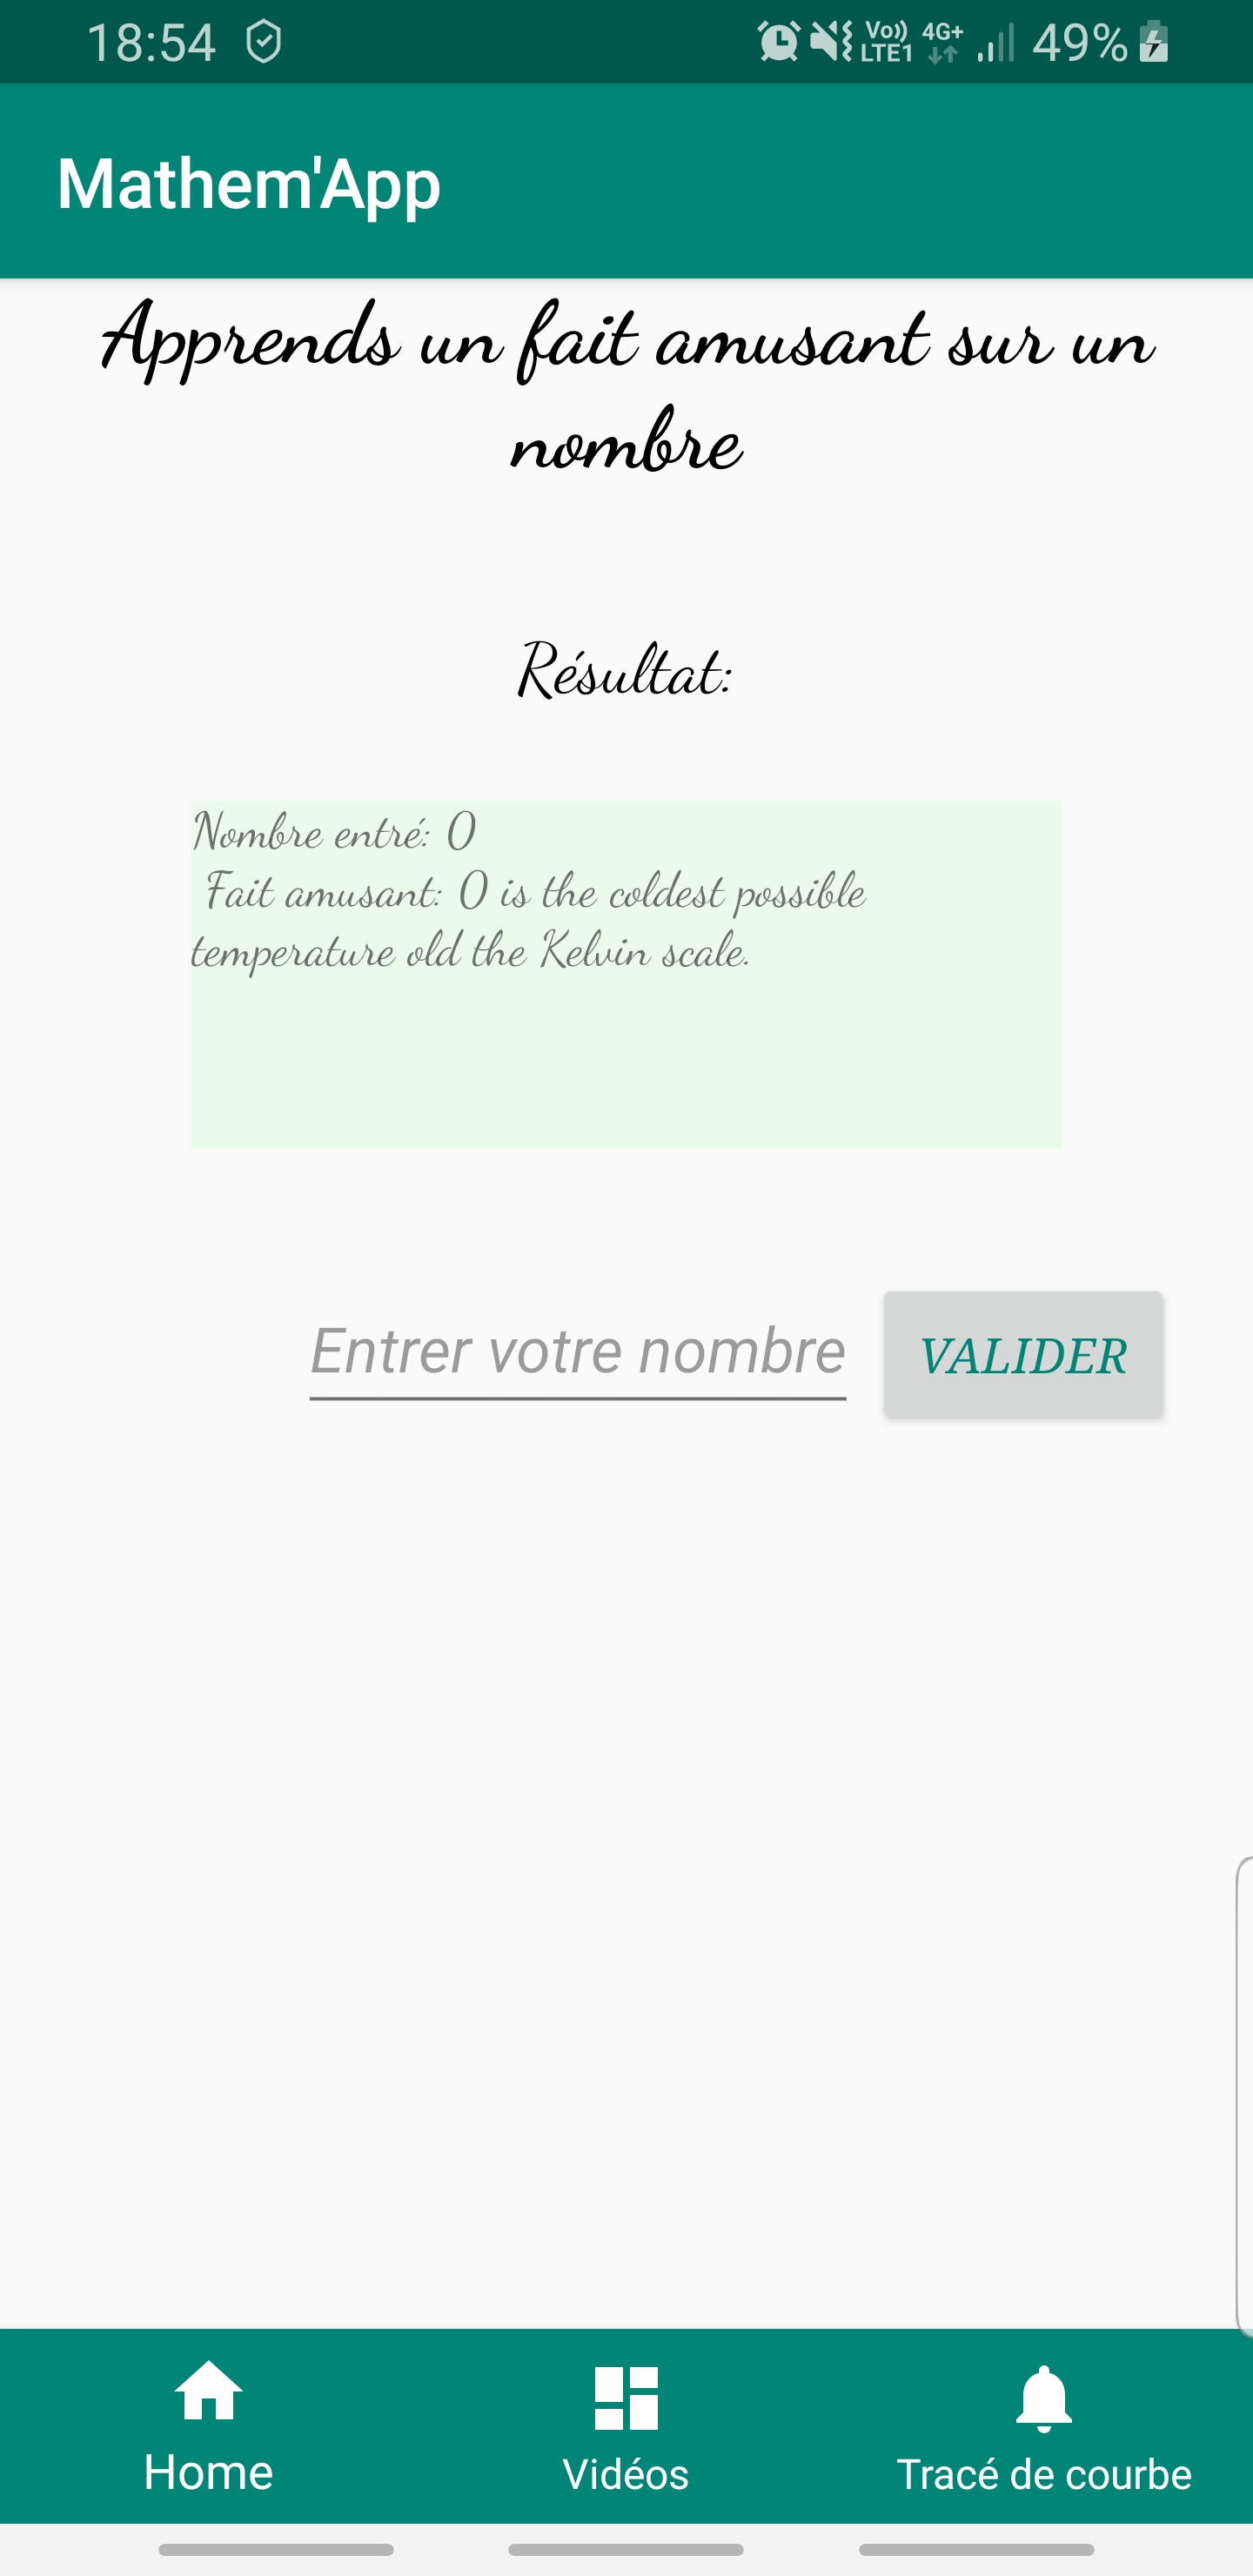 18:54 Vo)) LTE1 4G+ 49%
Mathem'App
Apprends un fait amusant sur un
nombre
Résultat:
Nombre entré: 0
Fait amusant: 0 is the coldest possible
temperature old the Kelvin scale.
Entrer votre nombre VALIDER
Home Vidéos Tracé de courbe